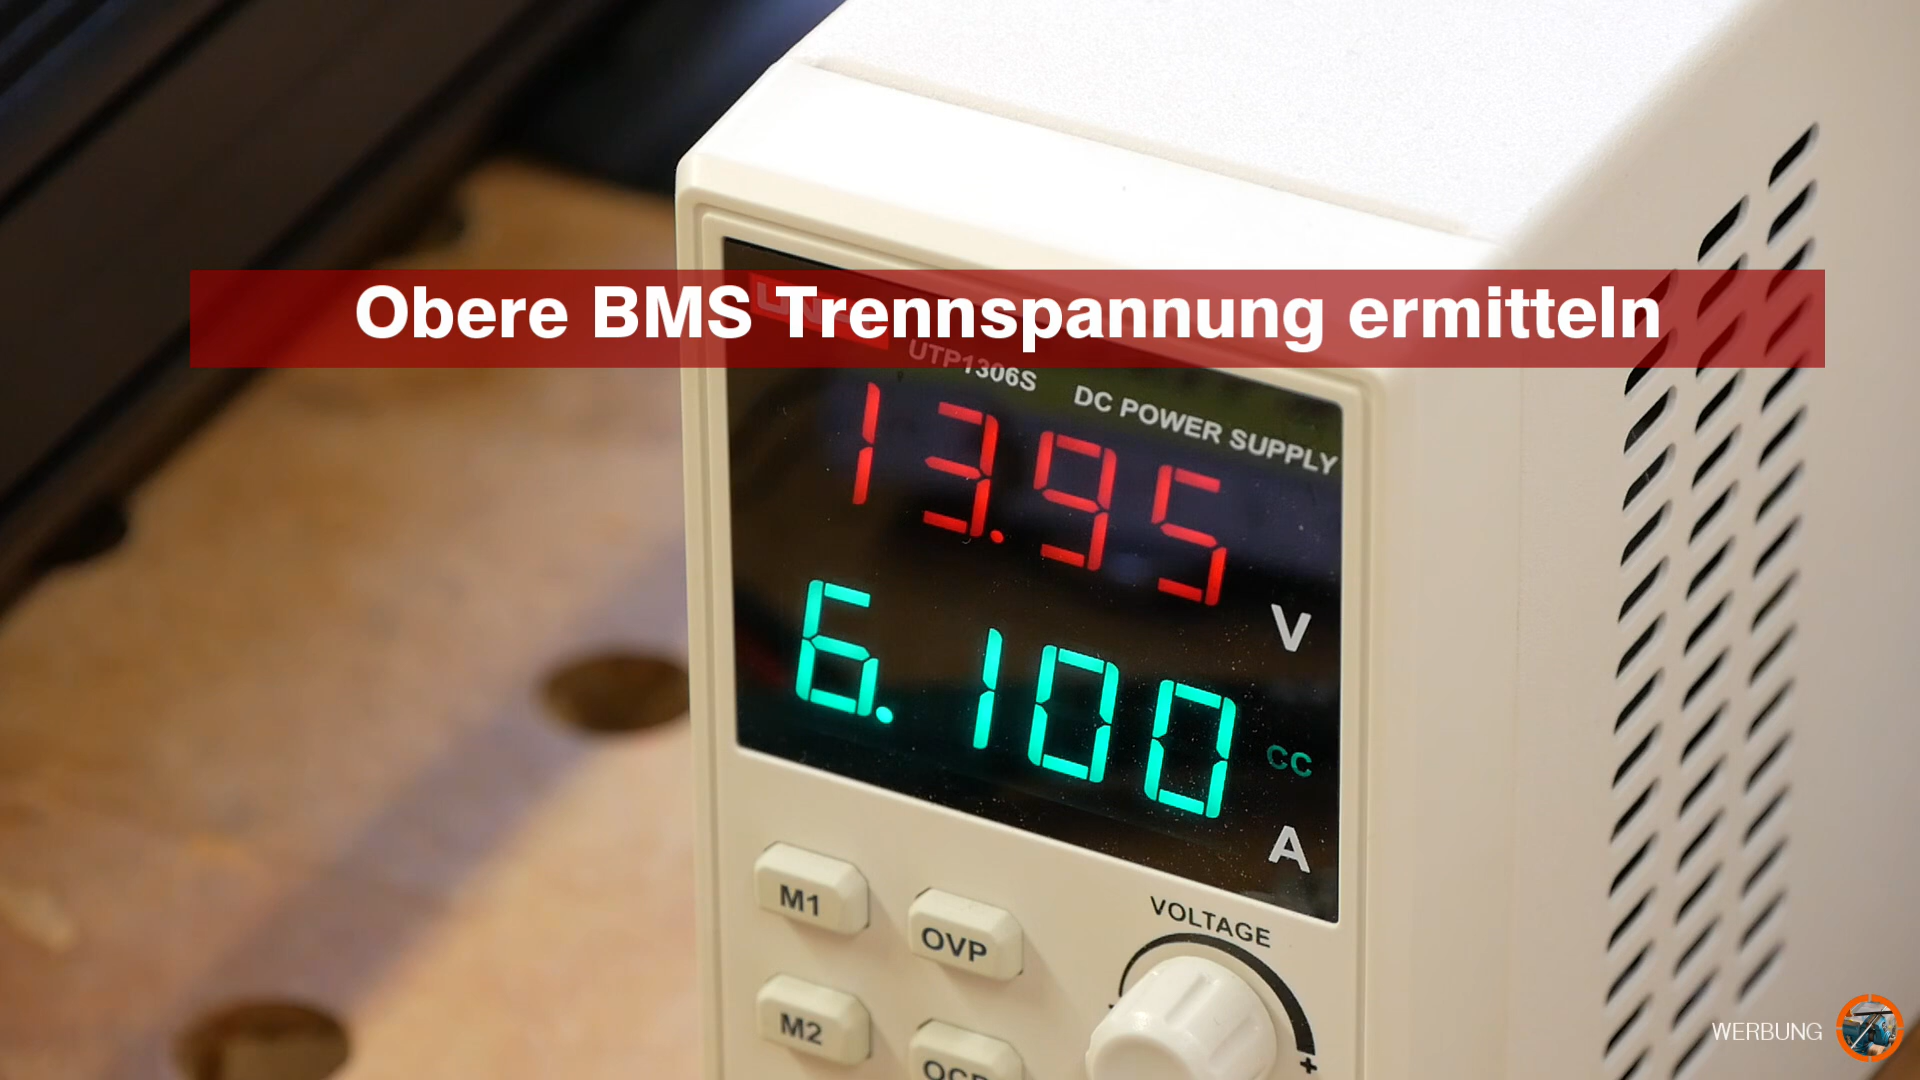 Obere BMS Trennspannung ermitteln
UTP1306S DC POWER SUPPLY
13.95
V
6.100
CC
A
M1
OVP
VOLTAGE
M2
+
WERBUNG